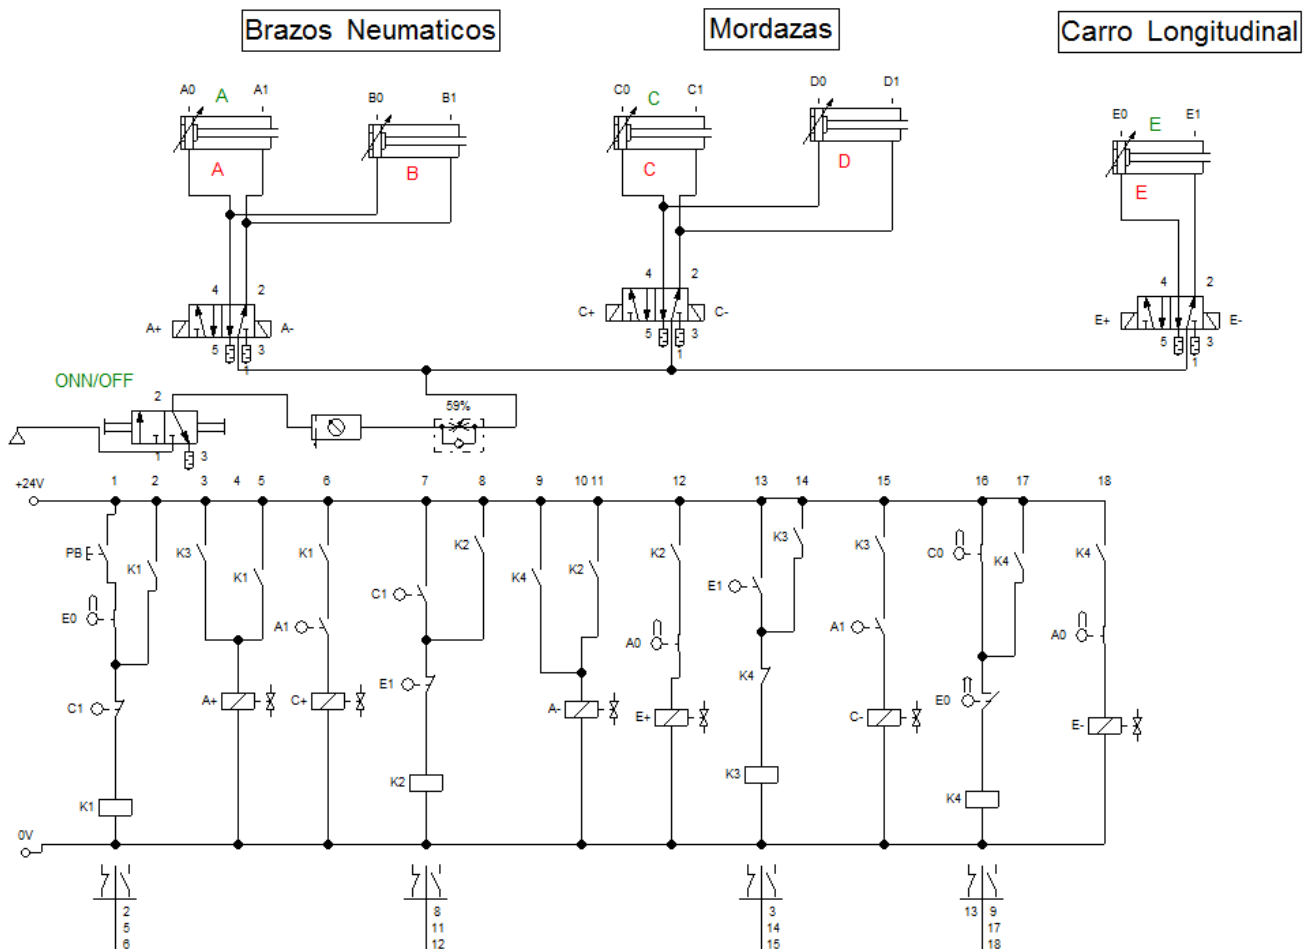 Brazos Neumaticos
Mordazas
Carro Longitudinal
A0 A A1
B0 B1
C0 C C1
D0 D1
E0 E E1
A
B
C
D
E
4 2
4 2
4 2
A+ A-
C+ C-
E+ E-
5 3
1
5 3
1
5 3
1
ONN/OFF
2
59%
1 3
+24V 1 2 3 4 5 6 7 8 9 10 11 12 13 14 15 16 17 18
PB K1 K3 K1 K1 K2 K4 K2 K2 K3 K3 C0 K4 K4
E0 A1 C1 A0 E1 A1 A0
C1 A+ C+ E1 A- E+ K4 C- E0 E-
K1 K2 K3 K4
0V
2 8 3 13 9
5 11 14 17
6 12 15 18